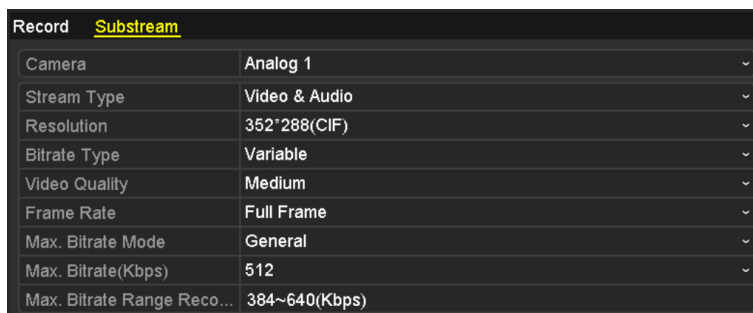 Record Substream
Camera Analog 1
Stream Type Video & Audio
Resolution 352*288(CIF)
Bitrate Type Variable
Video Quality Medium
Frame Rate Full Frame
Max. Bitrate Mode General
Max. Bitrate(Kbps) 512
Max. Bitrate Range Reco... 384~640(Kbps)